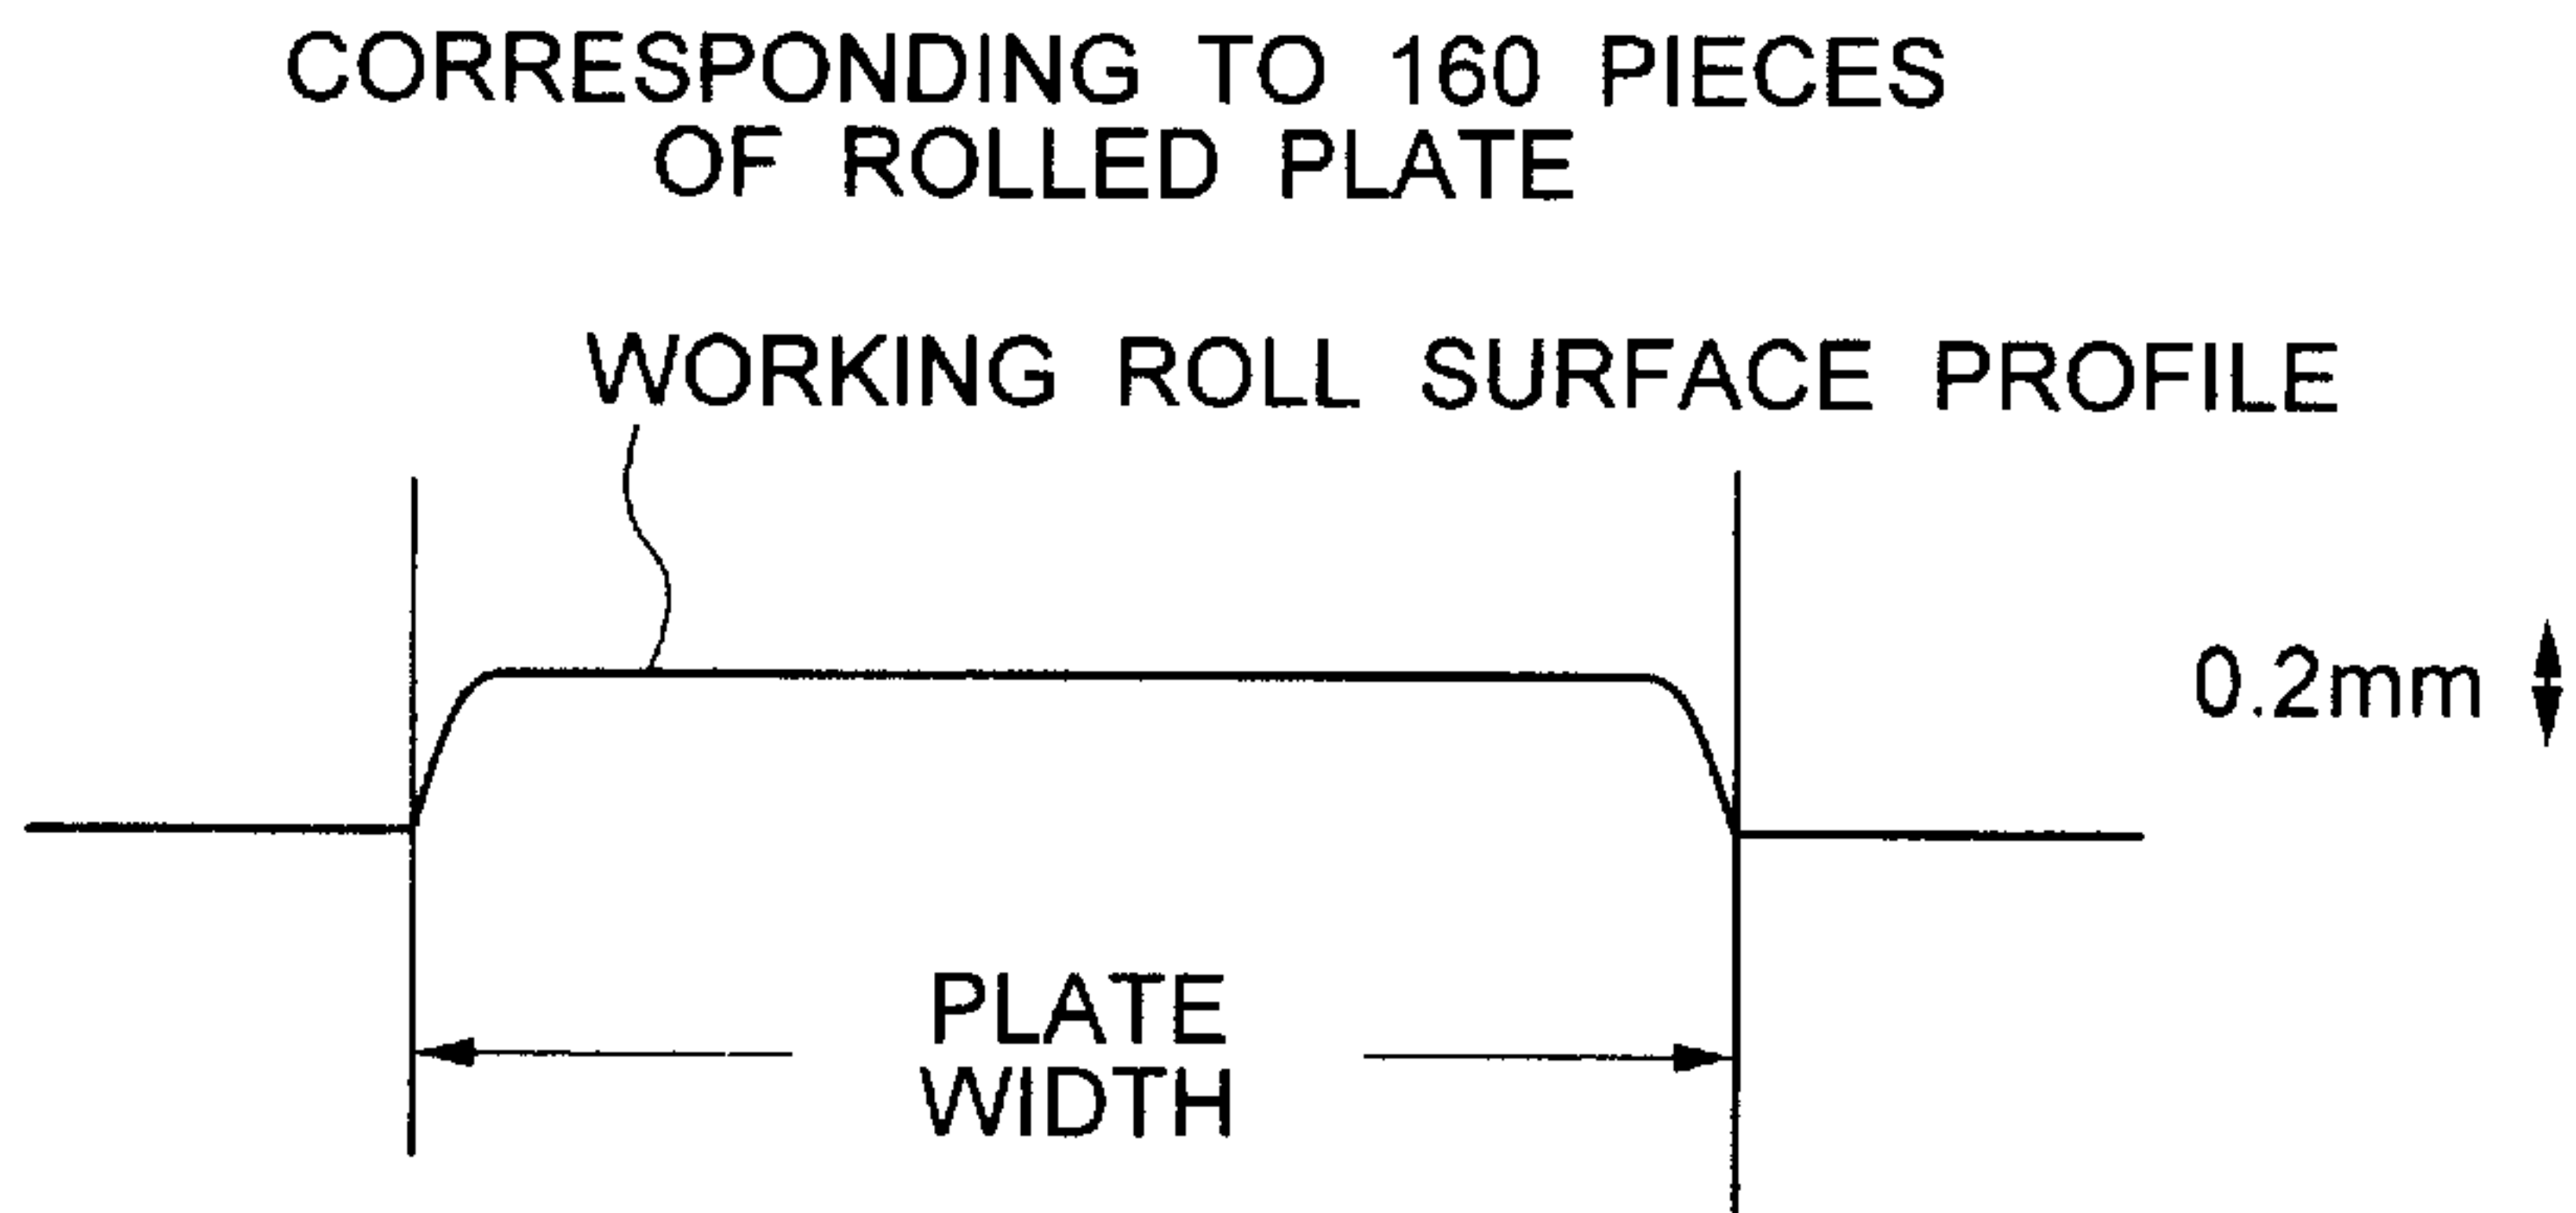 CORRESPONDING TO 160 PIECES
OF ROLLED PLATE
WORKING ROLL SURFACE PROFILE
0.2mm
PLATE
WIDTH